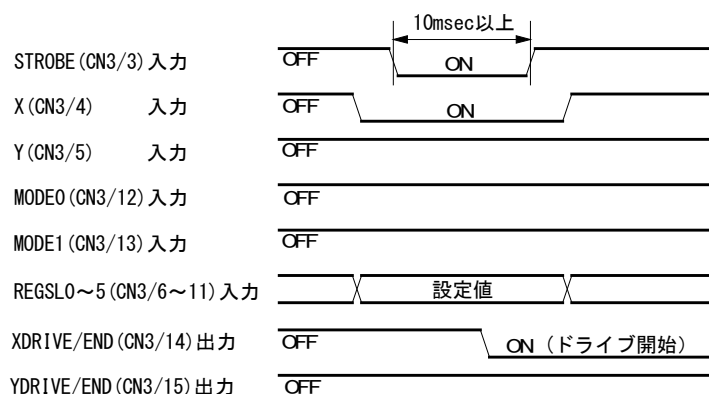 10msec以上
STROBE(CN3/3)入力 OFF ON
X(CN3/4) 入力 OFF ON
Y(CN3/5) 入力 OFF
MODE0(CN3/12)入力 OFF
MODE1(CN3/13)入力 OFF
REGSL0～5(CN3/6～11)入力 設定値
XDRIVE/END(CN3/14)出力 OFF ON（ドライブ開始）
YDRIVE/END(CN3/15)出力 OFF